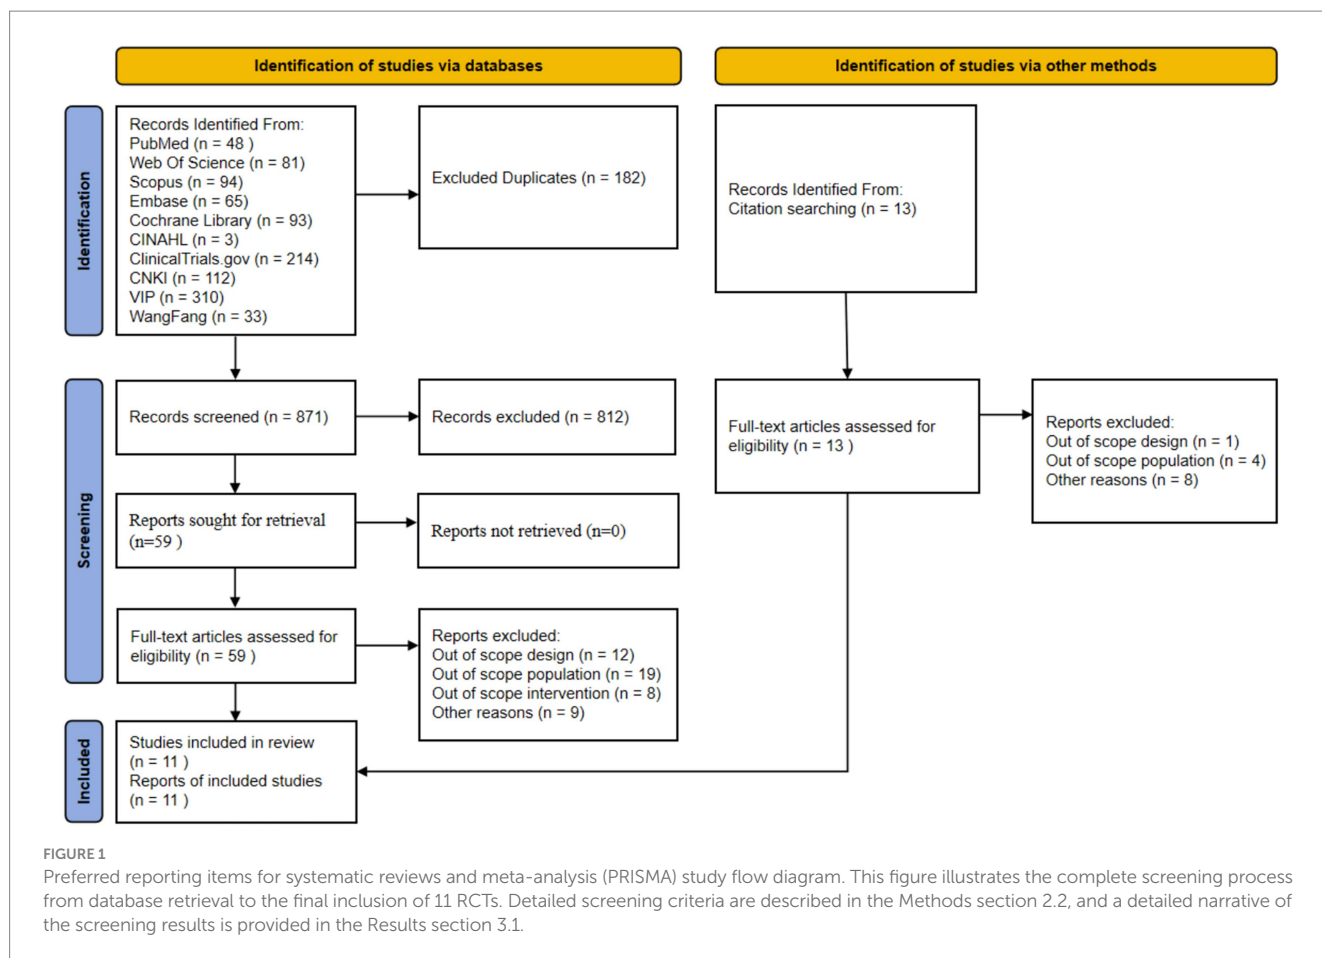 Identification of studies via databases
Identification of studies via other methods
Identification
Records Identified From:
PubMed (n = 48 )
Web Of Science (n = 81)
Scopus (n = 94)
Embase (n = 65)
Cochrane Library (n = 93)
CINAHL (n = 3)
ClinicalTrials.gov (n = 214)
CNKI (n = 112)
VIP (n = 310)
WangFang (n = 33)
Excluded Duplicates (n = 182)
Records Identified From:
Citation searching (n = 13)
Screening
Records screened (n = 871)
Records excluded (n = 812)
Full-text articles assessed for
eligibility (n = 13 )
Reports excluded:
Out of scope design (n = 1)
Out of scope population (n = 4)
Other reasons (n = 8)
Reports sought for retrieval
(n=59 )
Reports not retrieved (n=0)
Full-text articles assessed for
eligibility (n = 59 )
Reports excluded:
Out of scope design (n = 12)
Out of scope population (n = 19)
Out of scope intervention (n = 8)
Other reasons (n = 9)
Included
Studies included in review
(n = 11 )
Reports of included studies
(n = 11 )
FIGURE 1
Preferred reporting items for systematic reviews and meta-analysis (PRISMA) study flow diagram. This figure illustrates the complete screening process
from database retrieval to the final inclusion of 11 RCTs. Detailed screening criteria are described in the Methods section 2.2, and a detailed narrative of
the screening results is provided in the Results section 3.1.